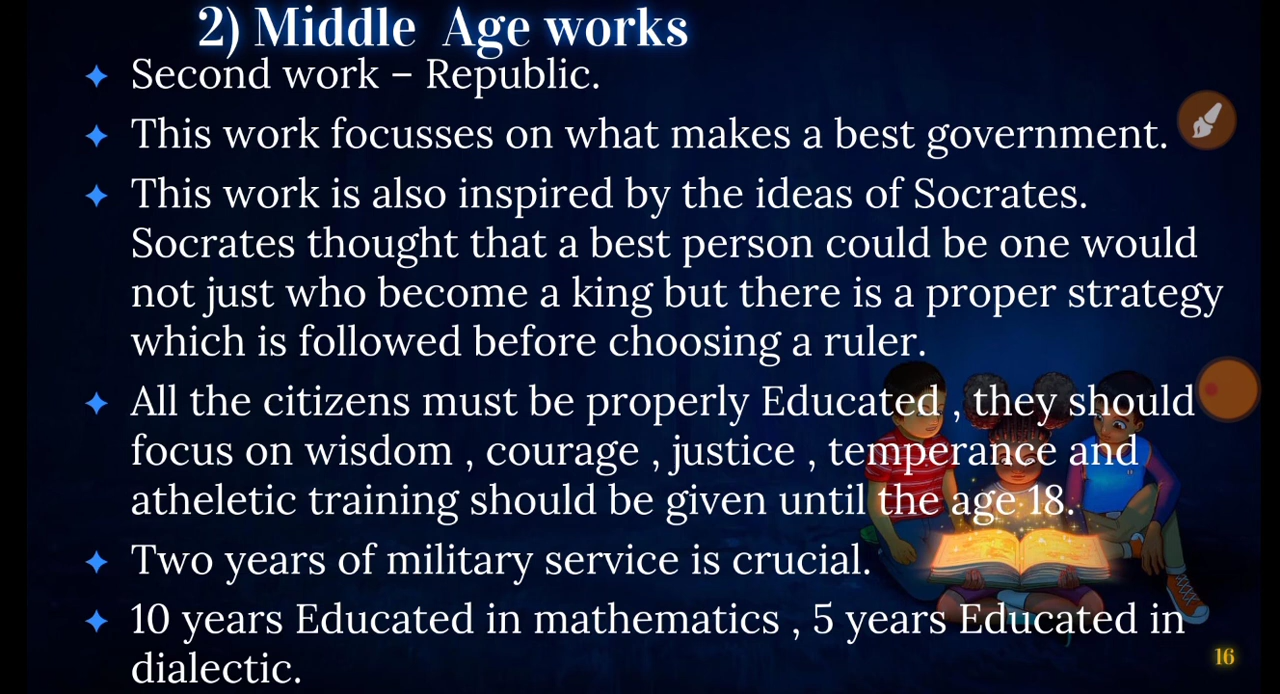 2) Middle Age works
Second work – Republic.
This work focusses on what makes a best government.
This work is also inspired by the ideas of Socrates.
Socrates thought that a best person could be one would
not just who become a king but there is a proper strategy
which is followed before choosing a ruler.
All the citizens must be properly Educated , they should
focus on wisdom , courage , justice , temperance and
atheletic training should be given until the age 18.
Two years of military service is crucial.
10 years Educated in mathematics , 5 years Educated in
dialectic.
16